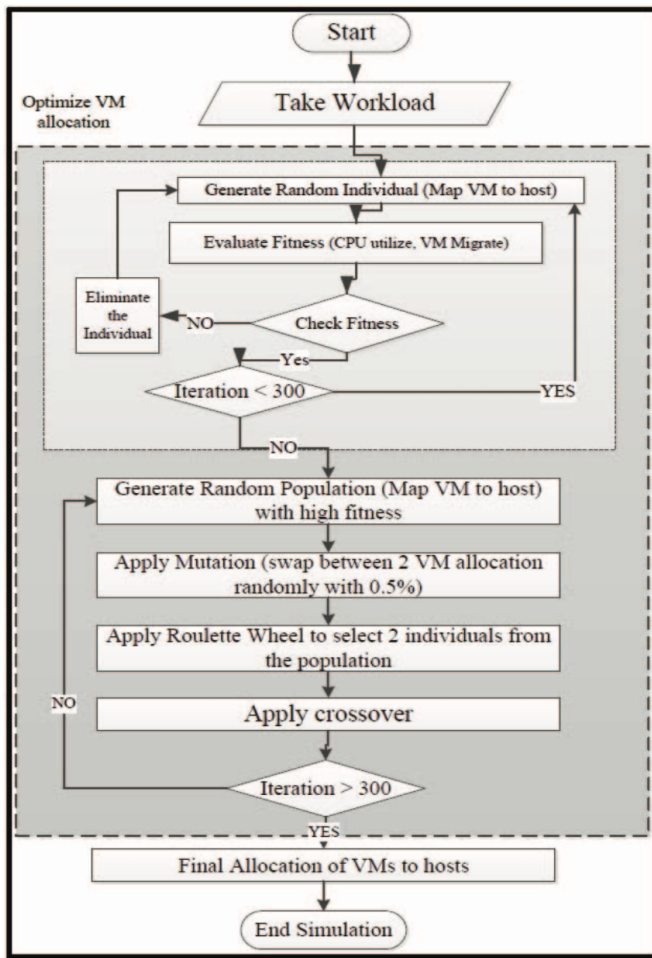 Start
Take Workload
Optimize VM
allocation
Generate Random Individual (Map VM to host)
Evaluate Fitness (CPU utilize, VM Migrate)
Eliminate
the
Individual
NO
Check Fitness
Yes
Iteration < 300
YES
NO
Generate Random Population (Map VM to host)
with high fitness
Apply Mutation (swap between 2 VM allocation
randomly with 0.5%)
Apply Roulette Wheel to select 2 individuals from
the population
NO
Apply crossover
Iteration > 300
YES
Final Allocation of VMs to hosts
End Simulation